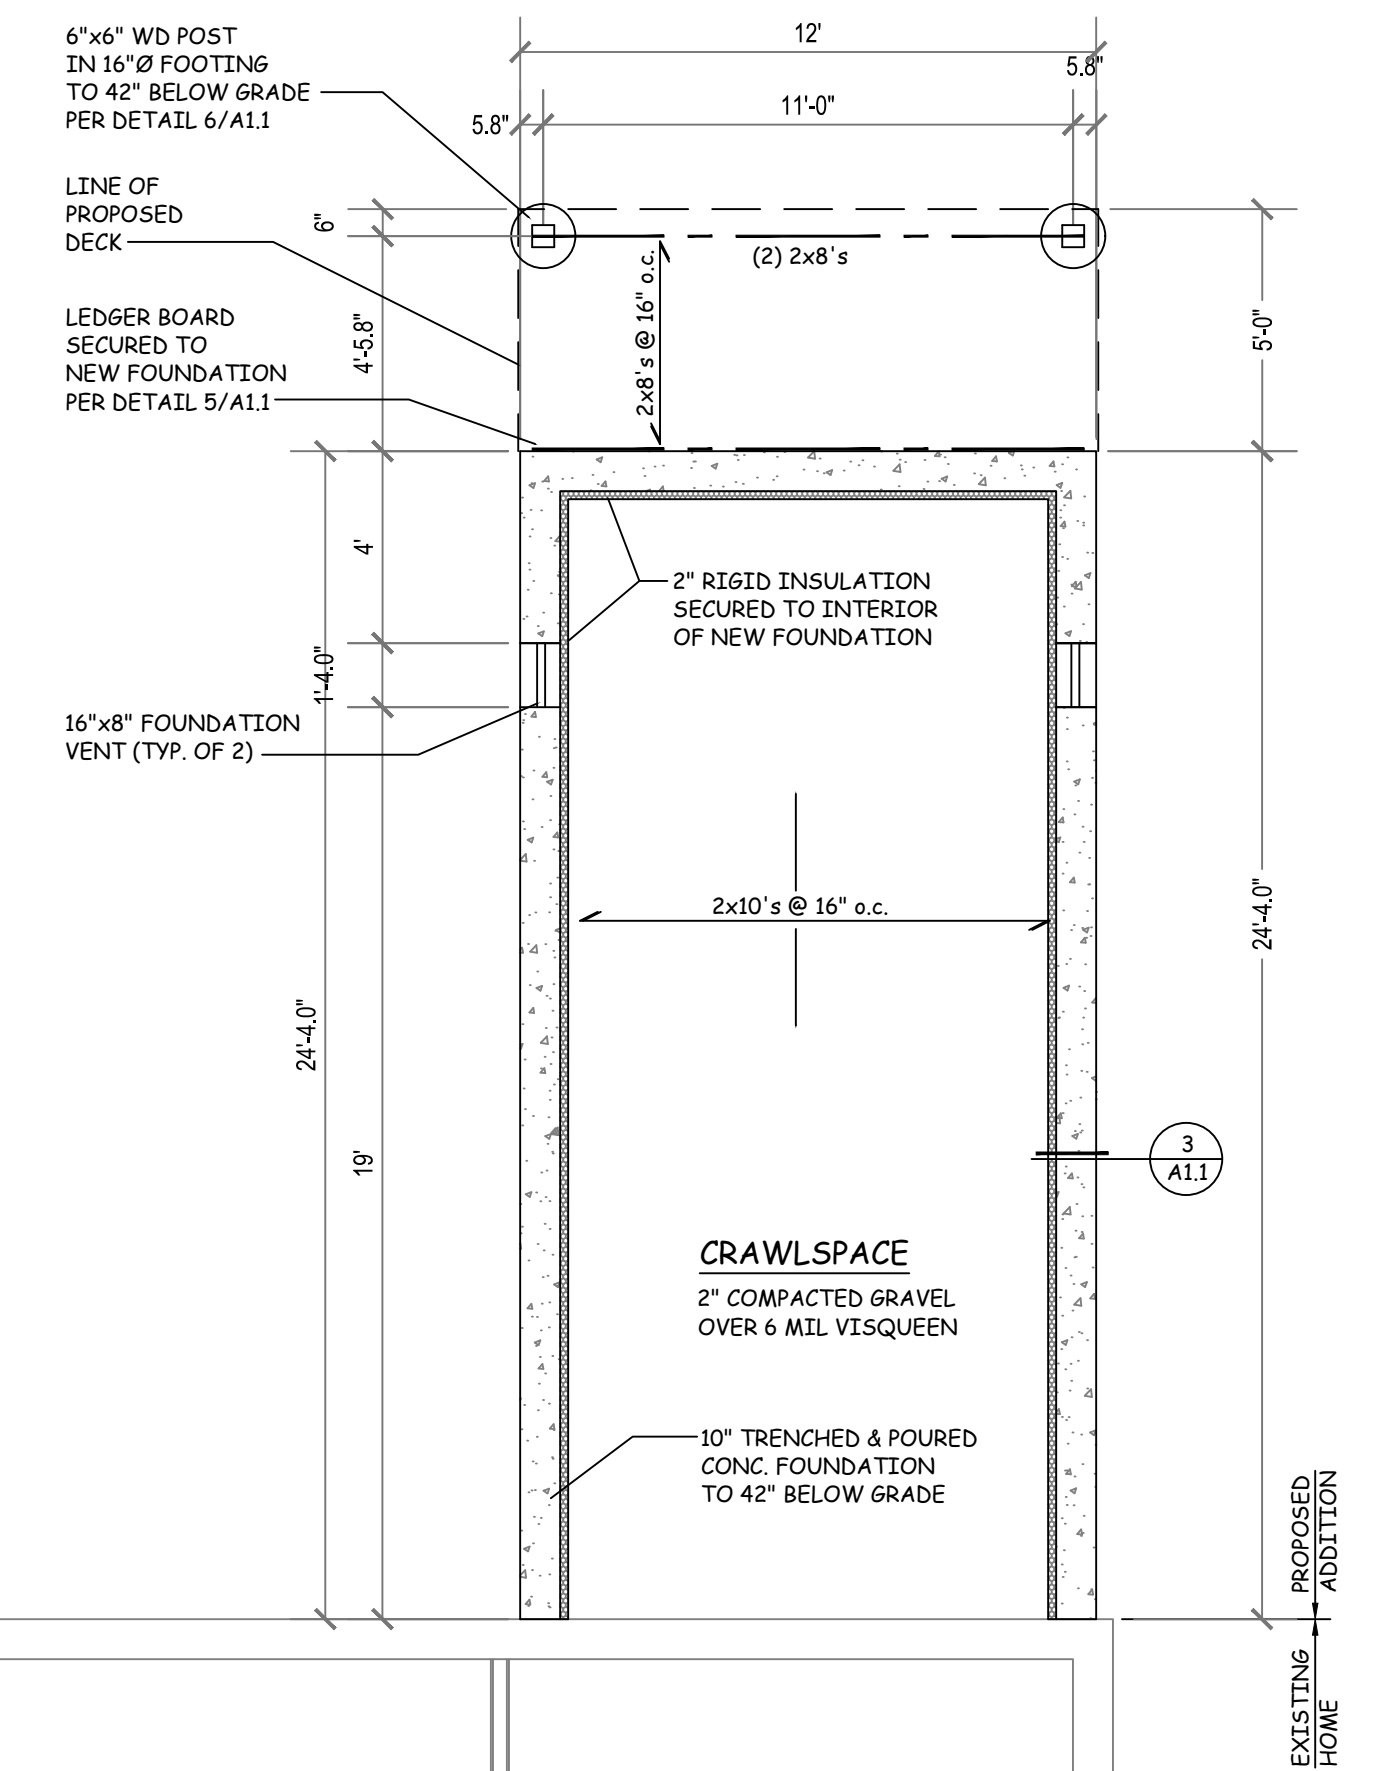 6"x6" WD POST
IN 16"Ø FOOTING
TO 42" BELOW GRADE
PER DETAIL 6/A1.1
12'
5.8"
11'-0"
5.8"
LINE OF
PROPOSED
DECK
6"
(2) 2x8's
2x8's @ 16" o.c.
4'-5.8"
5'-0"
LEDGER BOARD
SECURED TO
NEW FOUNDATION
PER DETAIL 5/A1.1
4'
2" RIGID INSULATION
SECURED TO INTERIOR
OF NEW FOUNDATION
1'-4.0"
16"x8" FOUNDATION
VENT (TYP. OF 2)
2x10's @ 16" o.c.
24'-4.0"
24'-4.0"
19'
3
A1.1
CRAWLSPACE
2" COMPACTED GRAVEL
OVER 6 MIL VISQUEEN
10" TRENCHED & POURED
CONC. FOUNDATION
TO 42" BELOW GRADE
PROPOSED
ADDITION
EXISTING
HOME